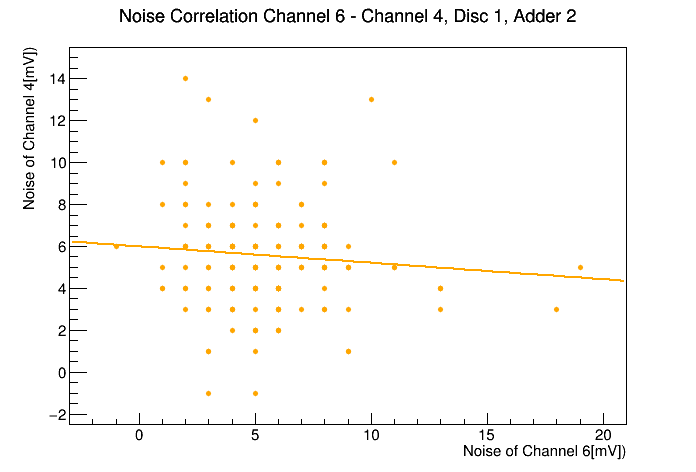 Noise Correlation Channel 6 - Channel 4, Disc 1, Adder 2
Noise of Channel 4[mV])
14
12
10
8
6
4
2
0
−2
0 5 10 15 20
Noise of Channel 6[mV])